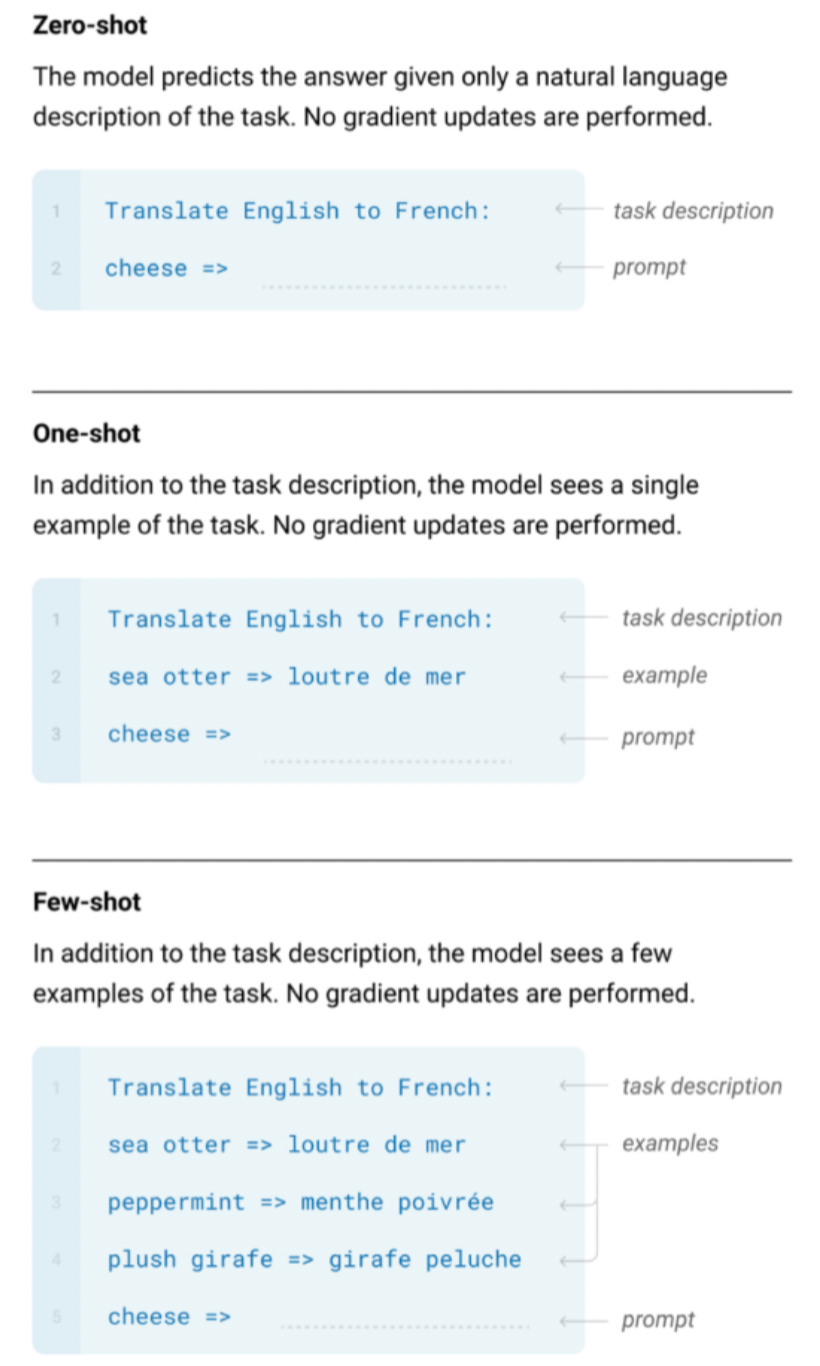 Zero-shot
The model predicts the answer given only a natural language
description of the task. No gradient updates are performed.
1 Translate English to French: task description
2 cheese => prompt
One-shot
In addition to the task description, the model sees a single
example of the task. No gradient updates are performed.
1 Translate English to French: task description
2 sea otter => loutre de mer example
3 cheese => prompt
Few-shot
In addition to the task description, the model sees a few
examples of the task. No gradient updates are performed.
1 Translate English to French: task description
2 sea otter => loutre de mer examples
3 peppermint => menthe poivrée
4 plush girafe => girafe peluche
5 cheese => prompt